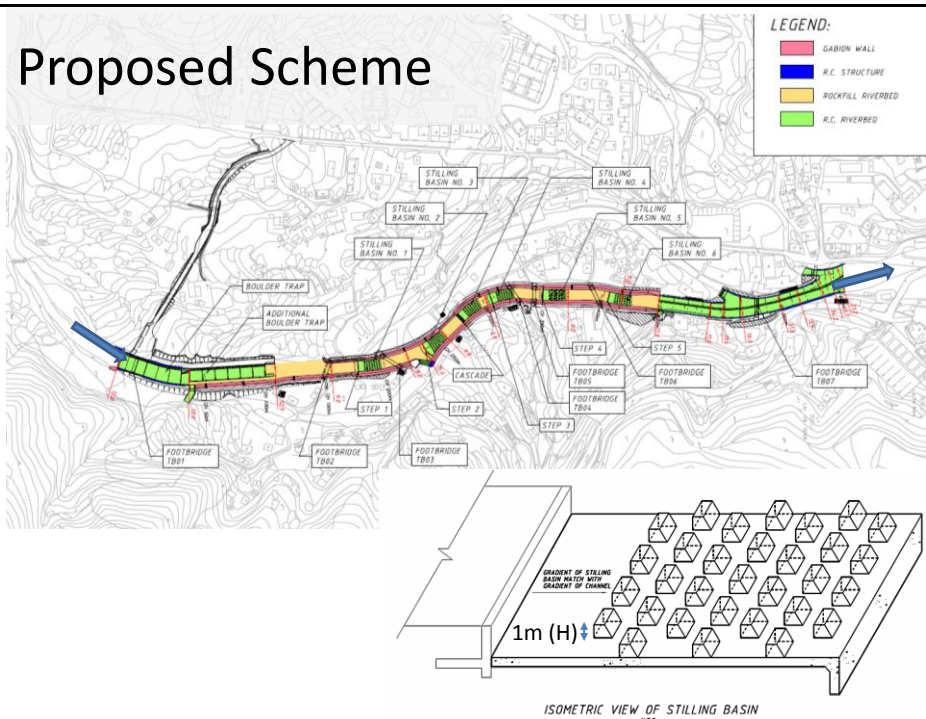 Proposed Scheme
LEGEND:
GABION WALL
R.C. STRUCTURE
ROCKFILL RIVERBED
R.C. RIVERBED
STILLING
BASIN NO. 3
STILLING
BASIN NO. 4
STILLING
BASIN NO. 2
STILLING
BASIN NO. 5
STILLING
BASIN NO. 1
STILLING
BASIN NO. 6
BOULDER TRAP
ADDITIONAL
BOULDER TRAP
CASCADE
STEP 4
STEP 5
STEP 1
STEP 2
STEP 3
FOOTBRIDGE
TB05
FOOTBRIDGE
TB06
FOOTBRIDGE
TB07
FOOTBRIDGE
TB04
FOOTBRIDGE
TB01
FOOTBRIDGE
TB02
FOOTBRIDGE
TB03
GRADIENT OF STILLING
BASIN MATCH WITH
GRADIENT OF CHANNEL
1m (H)
ISOMETRIC VIEW OF STILLING BASIN